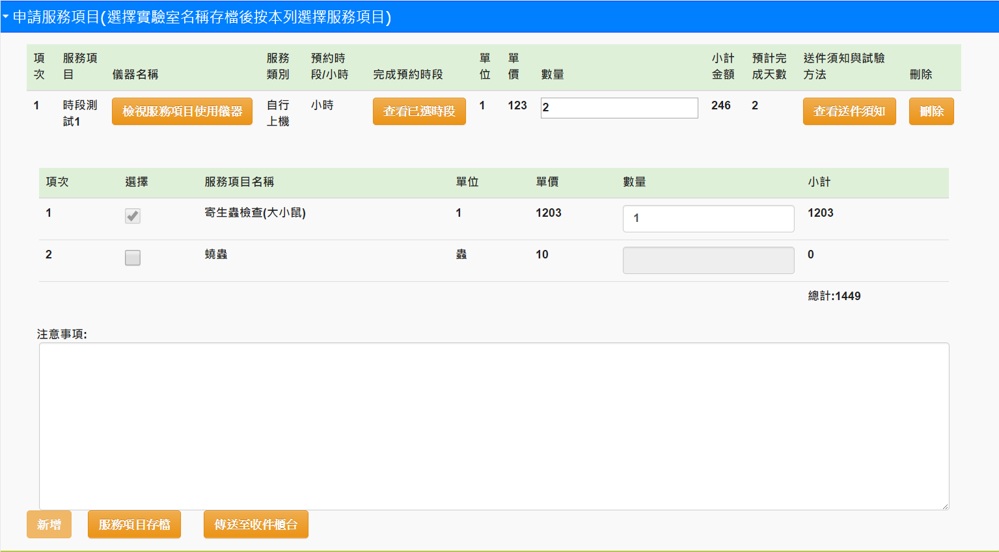 申請服務項目(選擇實驗室名稱存檔後按本列選擇服務項目)
項次 服務項目 儀器名稱 服務類別 預約時段/小時 完成預約時段 單位 單價 數量 小計金額 預計完成天數 送件須知與試驗方法 刪除
1 時段測試1 檢視服務項目使用儀器 自行上機 小時 查看已選時段 1 123 2 246 2 查看送件須知 刪除
項次 選擇 服務項目名稱 單位 單價 數量 小計
1 寄生蟲檢查(大小鼠) 1 1203 1 1203
2 蟯蟲 蟲 10 0
總計:1449
注意事項:
新增 服務項目存檔 傳送至收件櫃台